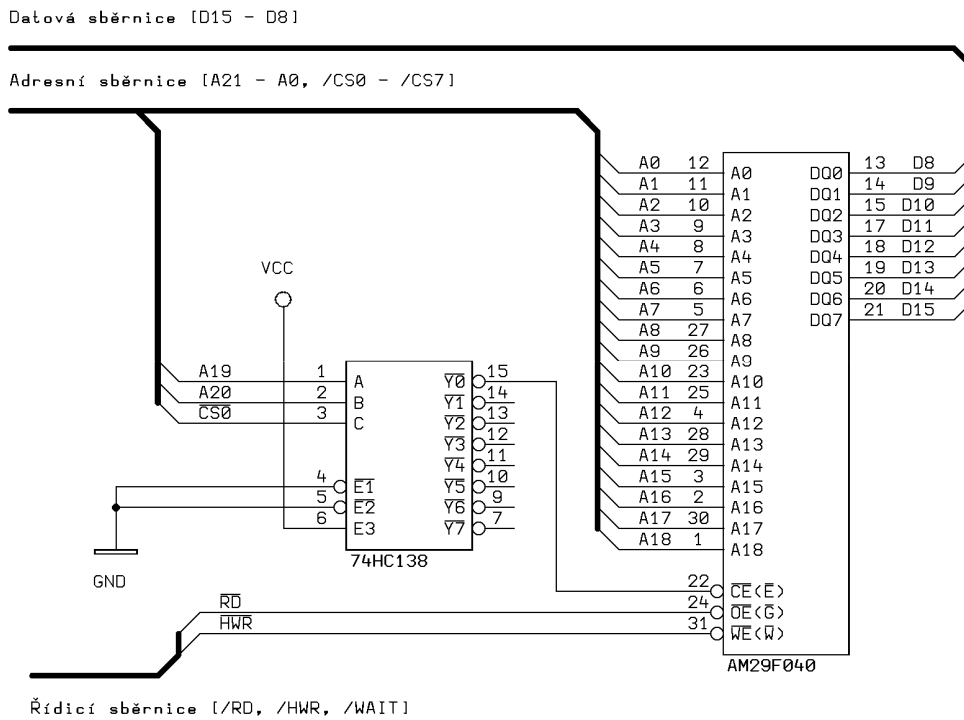 Datová sběrnice [D15 - D8]
Adresní sběrnice [A21 - A0, /CS0 - /CS7]
A0 12 A0 DQ0 13 D8
A1 11 A1 DQ1 14 D9
A2 10 A2 DQ2 15 D10
A3 9 A3 DQ3 17 D11
A4 8 A4 DQ4 18 D12
A5 7 A5 DQ5 19 D13
A6 6 A6 DQ6 20 D14
A7 5 A7 DQ7 21 D15
A8 27 A8
A9 26 A9
A10 23 A10
A11 25 A11
A12 4 A12
A13 28 A13
A14 29 A14
A15 3 A15
A16 2 A16
A17 30 A17
A18 1 A18
VCC
A19 1 A Y0 15
A20 2 B Y1 14
CS0 3 C Y2 13
Y3 12
Y4 11
4 E1 Y5 10
5 E2 Y6 9
6 E3 Y7 7
74HC138
GND
22 CE(E)
RD 24 OE(G)
HWR 31 WE(W)
AM29F040
Řídicí sběrnice [/RD, /HWR, /WAIT]